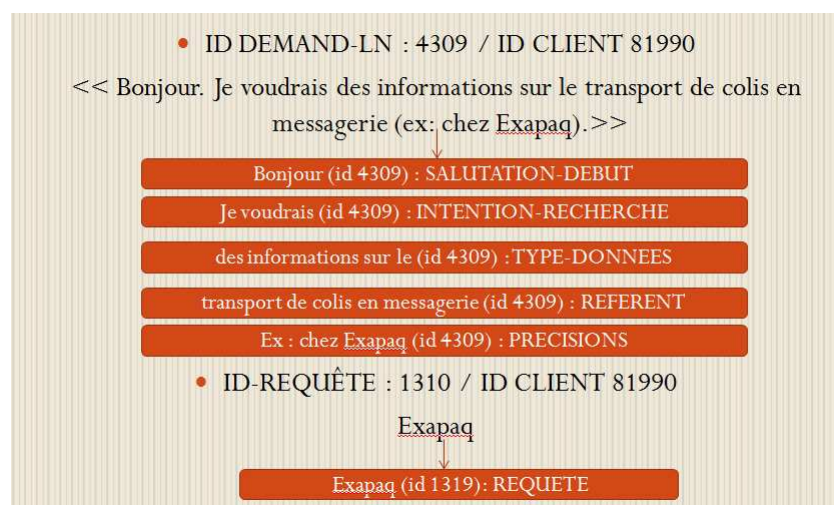 • ID DEMAND-LN : 4309 / ID CLIENT 81990
<< Bonjour. Je voudrais des informations sur le transport de colis en
messagerie (ex: chez Exapaq).>>
Bonjour (id 4309) : SALUTATION-DEBUT
Je voudrais (id 4309) : INTENTION-RECHERCHE
des informations sur le (id 4309) :TYPE-DONNEES
transport de colis en messagerie (id 4309) : REFERENT
Ex : chez Exapaq (id 4309) : PRECISIONS
• ID-REQUÊTE : 1310 / ID CLIENT 81990
Exapaq
Exapaq (id 1319): REQUETE